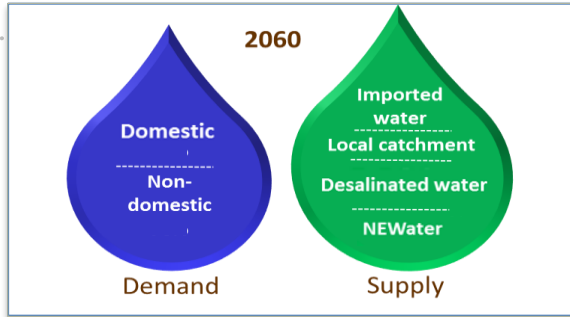 2060
Domestic
Non-
domestic
Imported
water
Local catchment
Desalinated water
NEWater
Demand
Supply